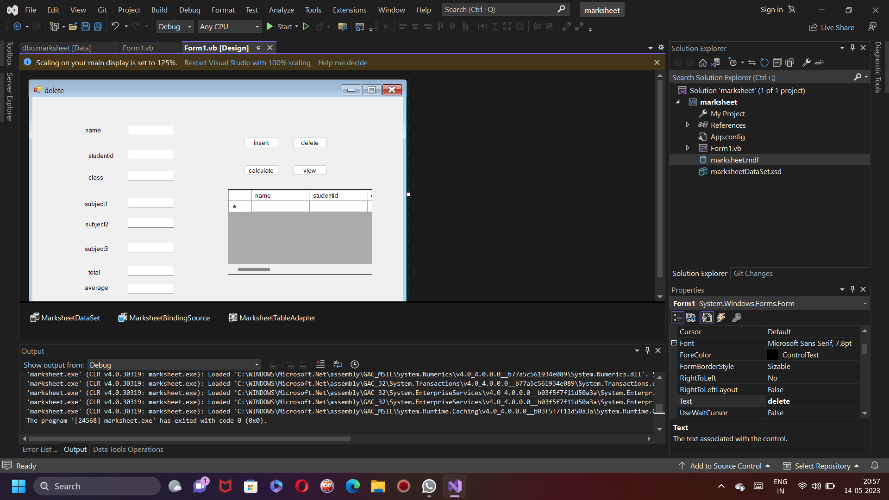 File Edit View Git Project Build Debug Format Test Analyze Tools Extensions Window Help Search (Ctrl + Q) marksheet Sign in
Debug Any CPU Start Live Share
dbo.marksheet [Data] Form1.vb Form1.vb [Design]
Scaling on your main display is set to 125%. Restart Visual Studio with 100% scaling Help me decide
Toolbox
Server Explorer
delete
name
studentid
class
subject1
subject2
subject3
total
average
insert delete
calculate view
name studentid
MarksheetDataSet MarksheetBindingSource MarksheetTableAdapter
Output
Show output from: Debug
'marksheet.exe' (CLR v4.0.30319: marksheet.exe): Loaded 'C:\WINDOWS\Microsoft.Net\assembly\GAC_MSIL\System.Numerics\v4.0_4.0.0.0__b77a5c561934e089\System.Numerics.dll'.
'marksheet.exe' (CLR v4.0.30319: marksheet.exe): Loaded 'C:\WINDOWS\Microsoft.Net\assembly\GAC_32\System.Transactions\v4.0_4.0.0.0__b77a5c561934e089\System.Transactions.d
'marksheet.exe' (CLR v4.0.30319: marksheet.exe): Loaded 'C:\WINDOWS\Microsoft.Net\assembly\GAC_32\System.EnterpriseServices\v4.0_4.0.0.0__b03f5f7f11d50a3a\System.Enterpri
'marksheet.exe' (CLR v4.0.30319: marksheet.exe): Loaded 'C:\WINDOWS\Microsoft.Net\assembly\GAC_32\System.EnterpriseServices\v4.0_4.0.0.0__b03f5f7f11d50a3a\System.Enterpri
'marksheet.exe' (CLR v4.0.30319: marksheet.exe): Loaded 'C:\WINDOWS\Microsoft.Net\assembly\GAC_MSIL\System.Runtime.Caching\v4.0_4.0.0.0__b03f5f7f11d50a3a\System.Runtime.C
The program '[24568] marksheet.exe' has exited with code 0 (0x0).
Error List ... Output Data Tools Operations
Solution Explorer
Search Solution Explorer (Ctrl+;)
Solution 'marksheet' (1 of 1 project)
marksheet
My Project
References
App.config
Form1.vb
marksheet.mdf
marksheetDataSet.xsd
Solution Explorer Git Changes
Properties
Form1 System.Windows.Forms.Form
Cursor Default
Font Microsoft Sans Serif, 7.8pt
ForeColor ControlText
FormBorderStyle Sizable
RightToLeft No
RightToLeftLayout False
Text delete
UseWaitCursor False
Text
The text associated with the control.
Diagnostic Tools
Ready Add to Source Control Select Repository
Search 1 ENG
IN 20:57
14-05-2023